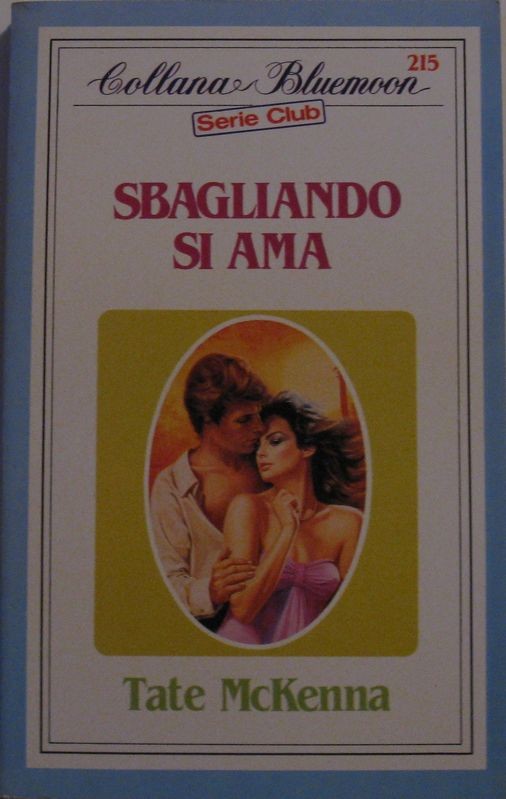 215
Collana Bluemoon
Serie Club
SBAGLIANDO
SI AMA
Tate McKenna